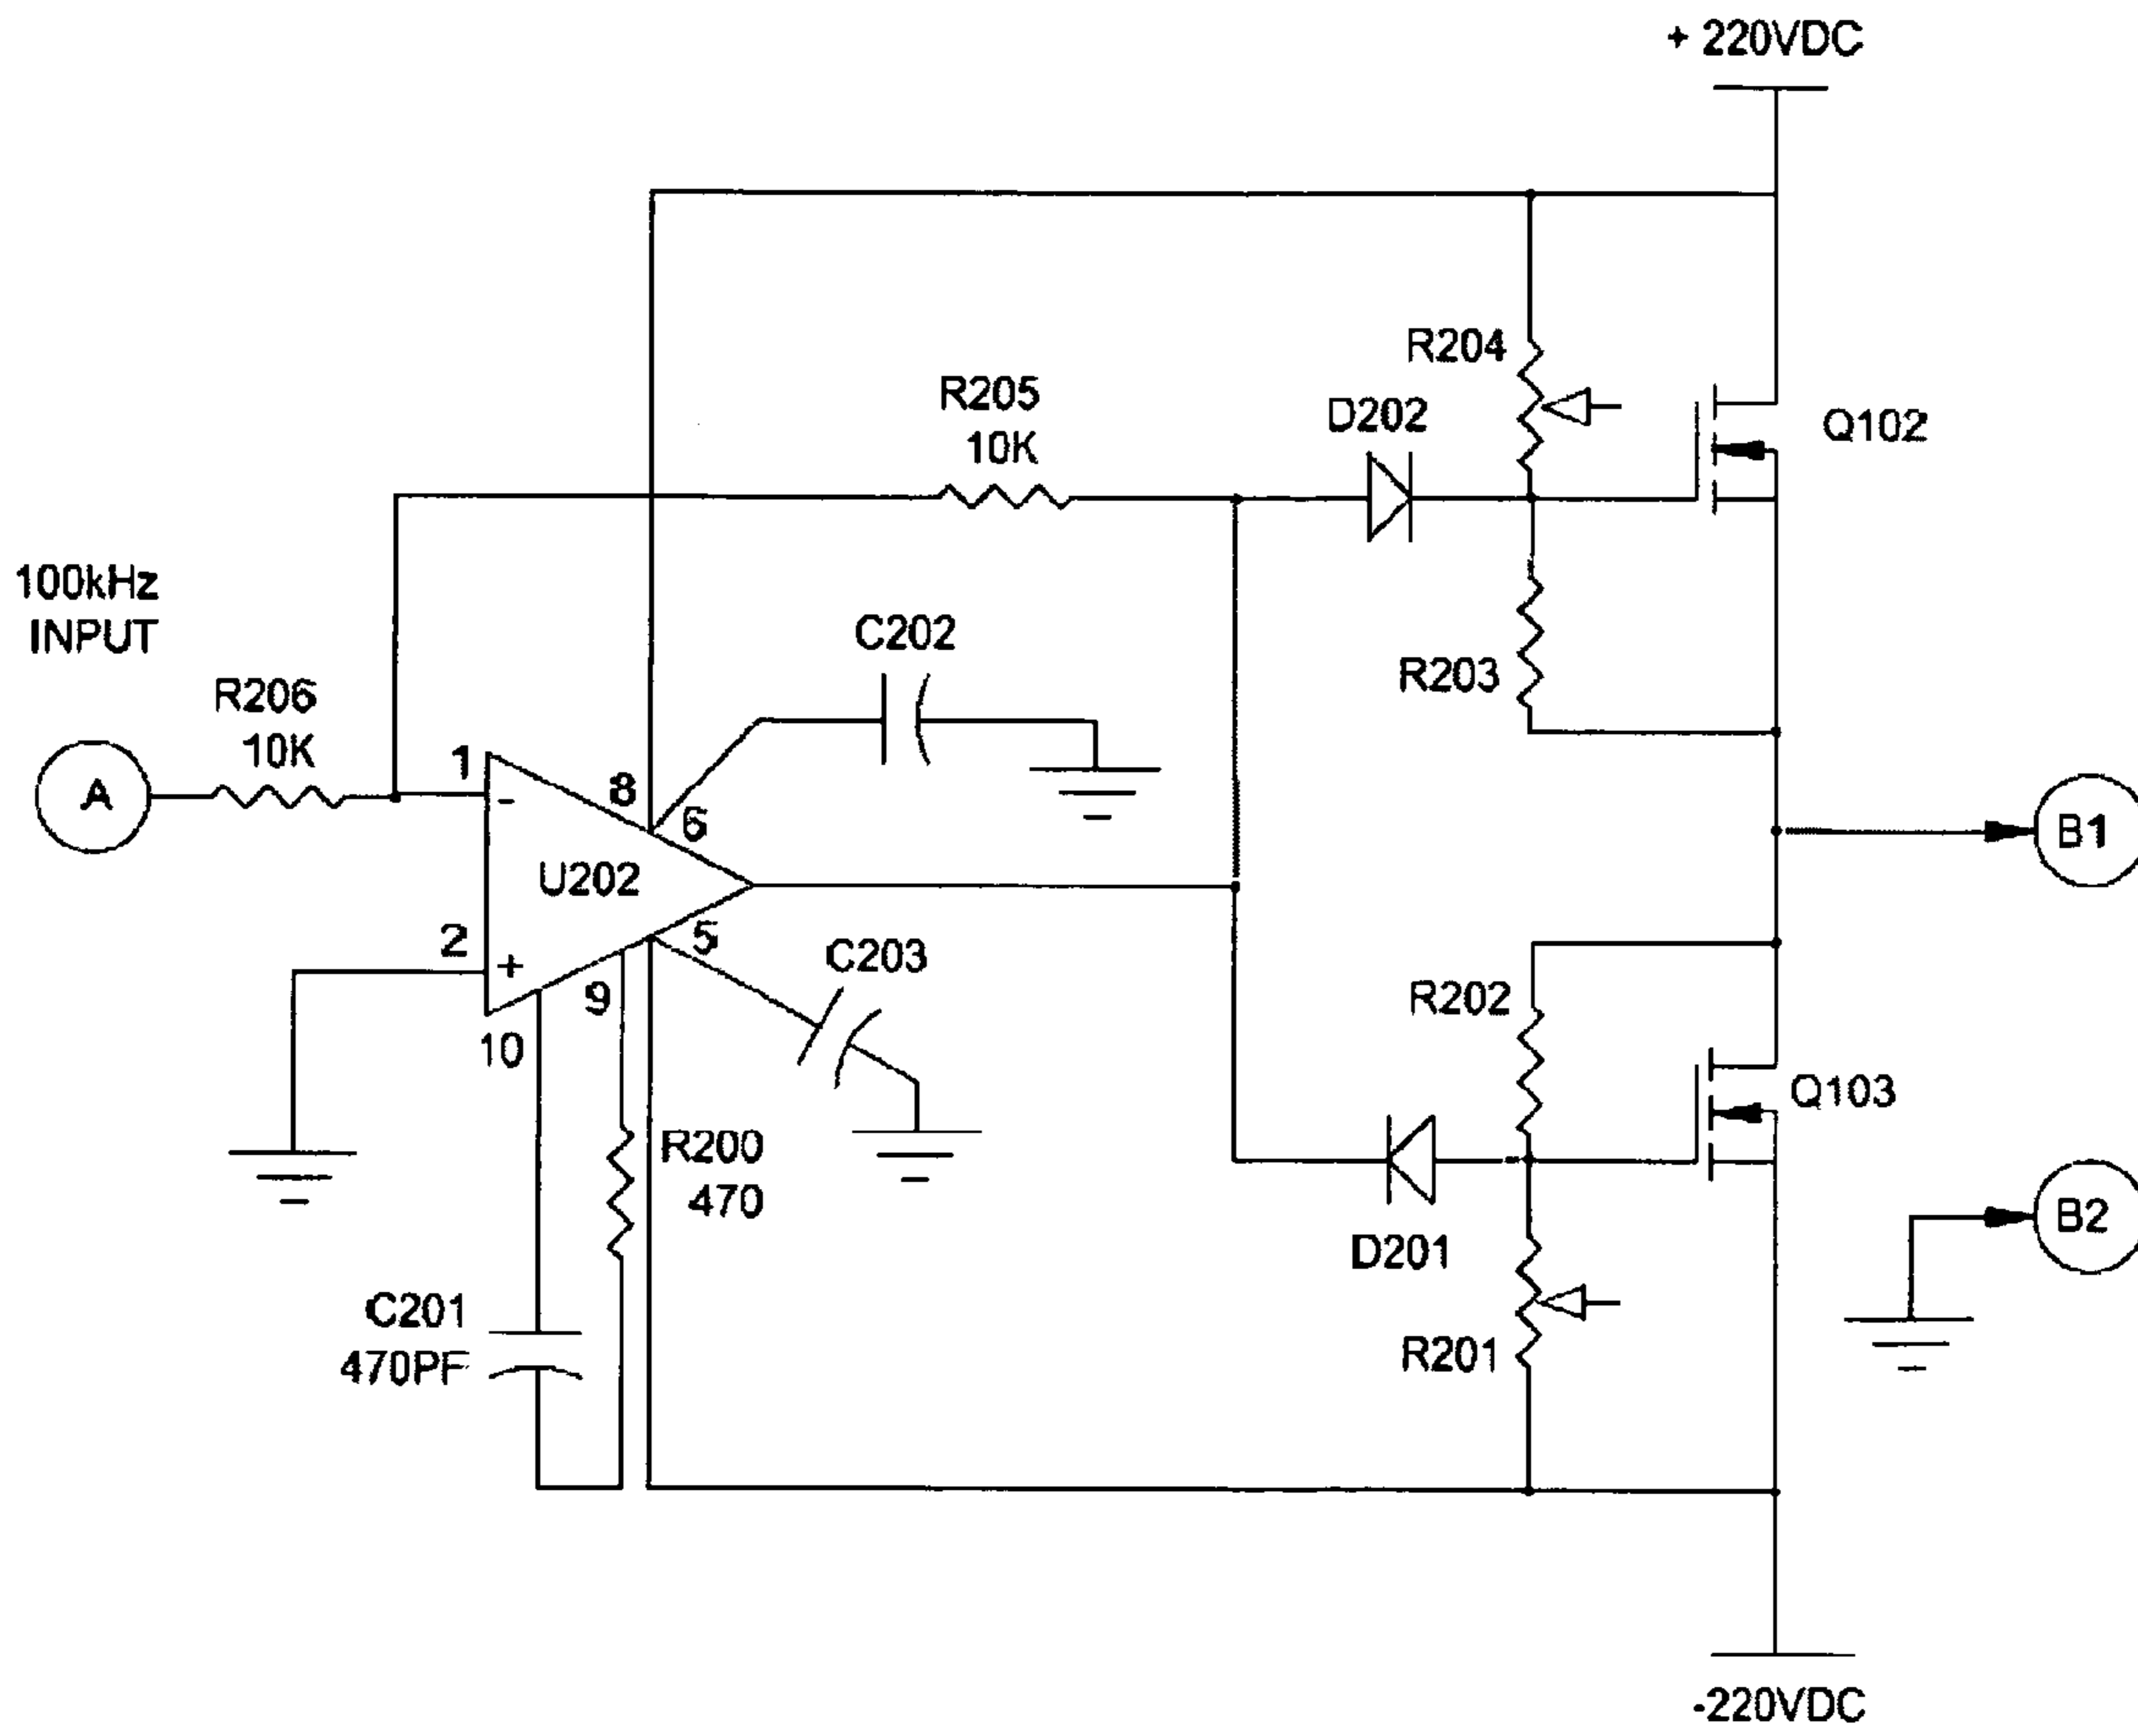 + 220VDC
R204
R205
10K
D202
Q102
100kHz
INPUT
C202
R203
R206
10K
A
1
-
8
6
B1
U202
2
+
5
C203
9
10
R202
Q103
R200
470
B2
D201
C201
470PF
R201
-220VDC